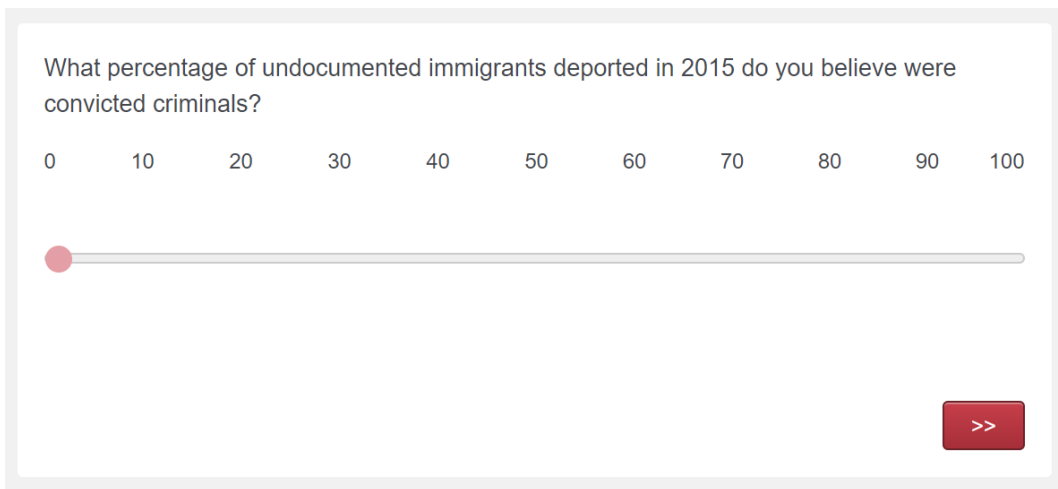 What percentage of undocumented immigrants deported in 2015 do you believe were
convicted criminals?
0 10 20 30 40 50 60 70 80 90 100
>>